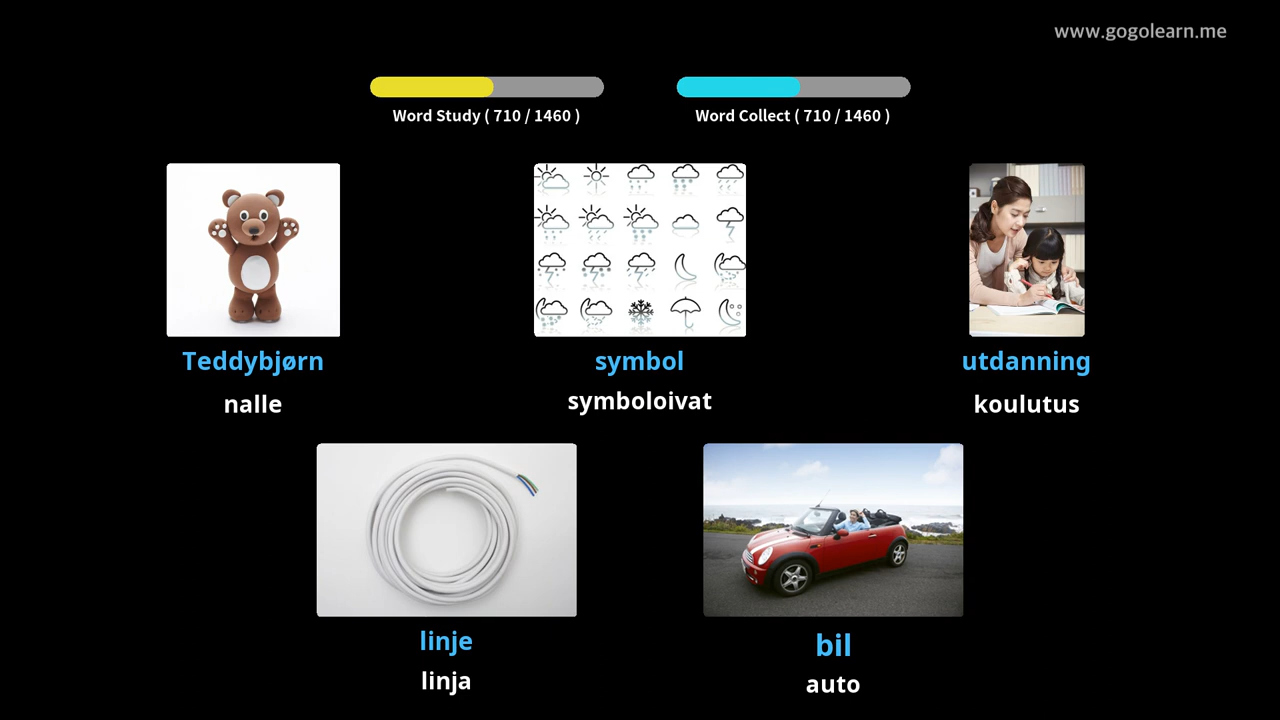 www.gogolearn.me
Word Study ( 710 / 1460 )
Word Collect ( 710 / 1460 )
Teddybjørn
nalle
symbol
symboloivat
utdanning
koulutus
linje
linja
bil
auto